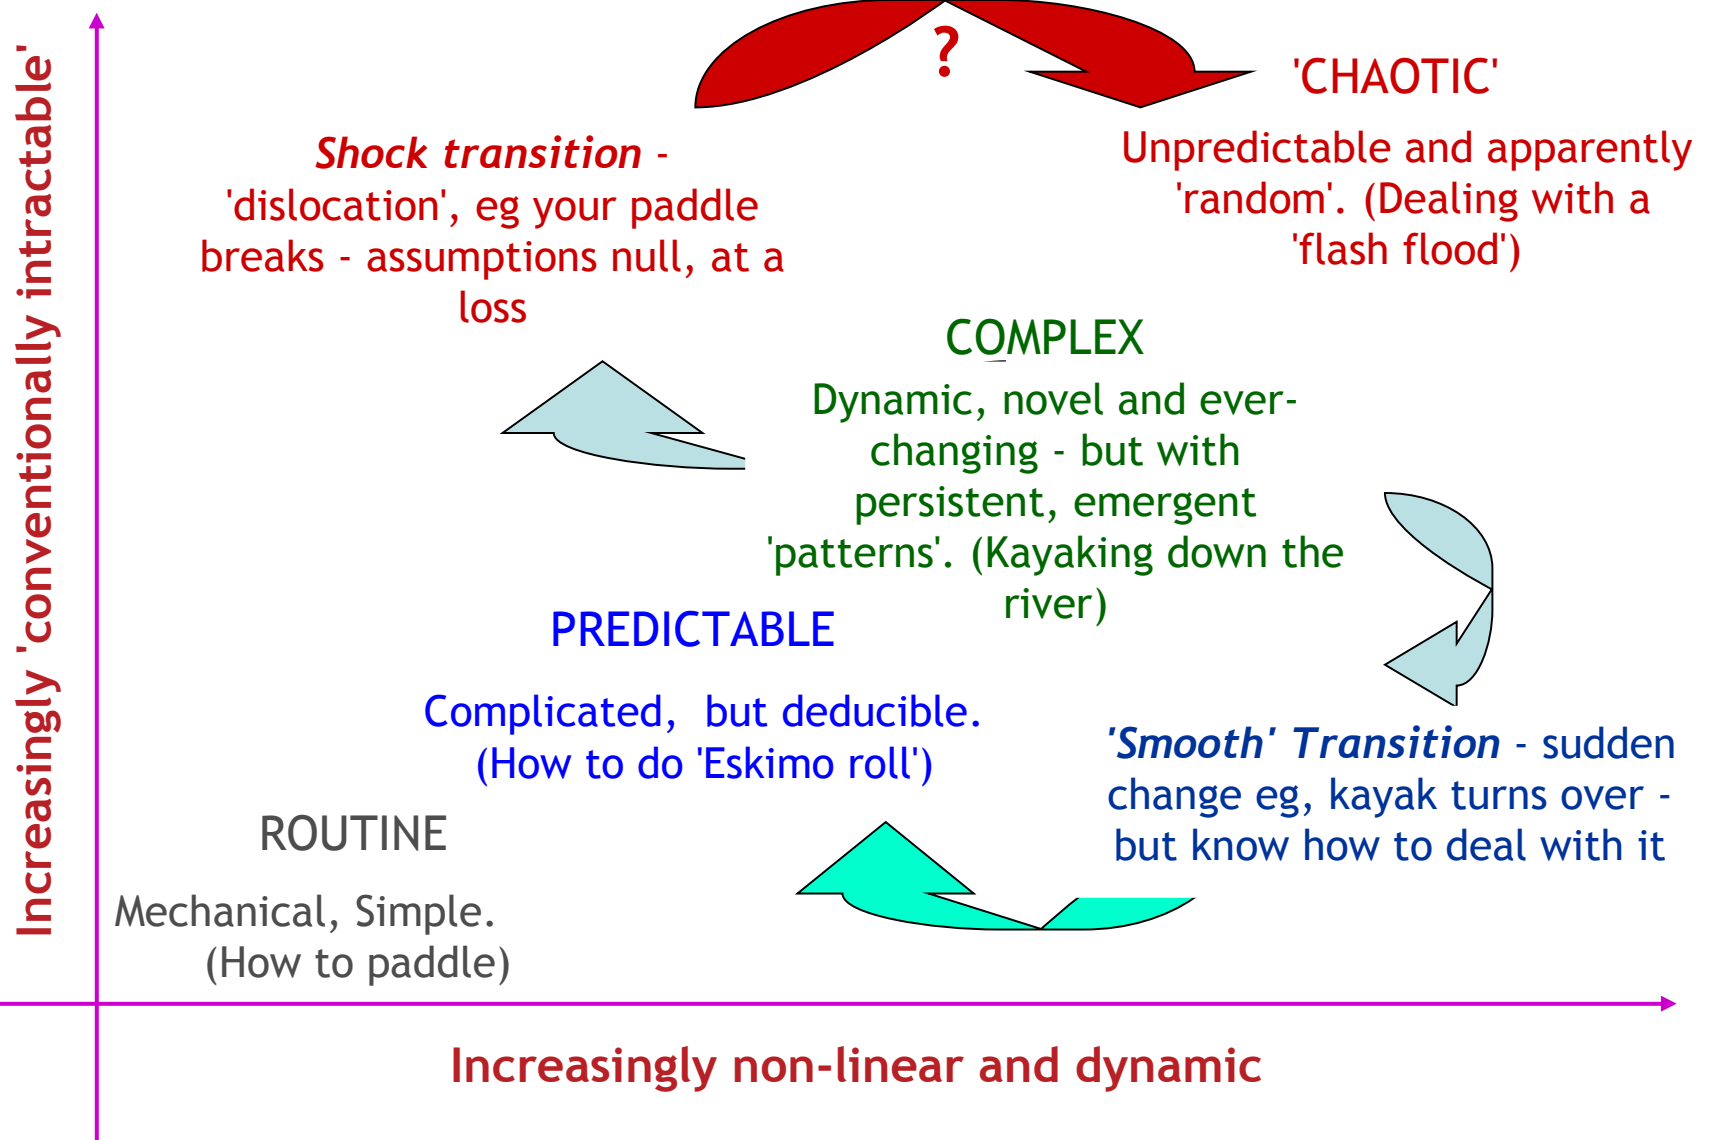 Increasingly 'conventionally intractable'
?
'CHAOTIC'
Unpredictable and apparently
'random'. (Dealing with a
'flash flood')
Shock transition -
'dislocation', eg your paddle
breaks - assumptions null, at a
loss
COMPLEX
Dynamic, novel and ever-
changing - but with
persistent, emergent
'patterns'. (Kayaking down the
river)
PREDICTABLE
Complicated,  but deducible.
(How to do 'Eskimo roll')
'Smooth' Transition - sudden
change eg, kayak turns over -
but know how to deal with it
ROUTINE
Mechanical, Simple.
(How to paddle)
Increasingly non-linear and dynamic